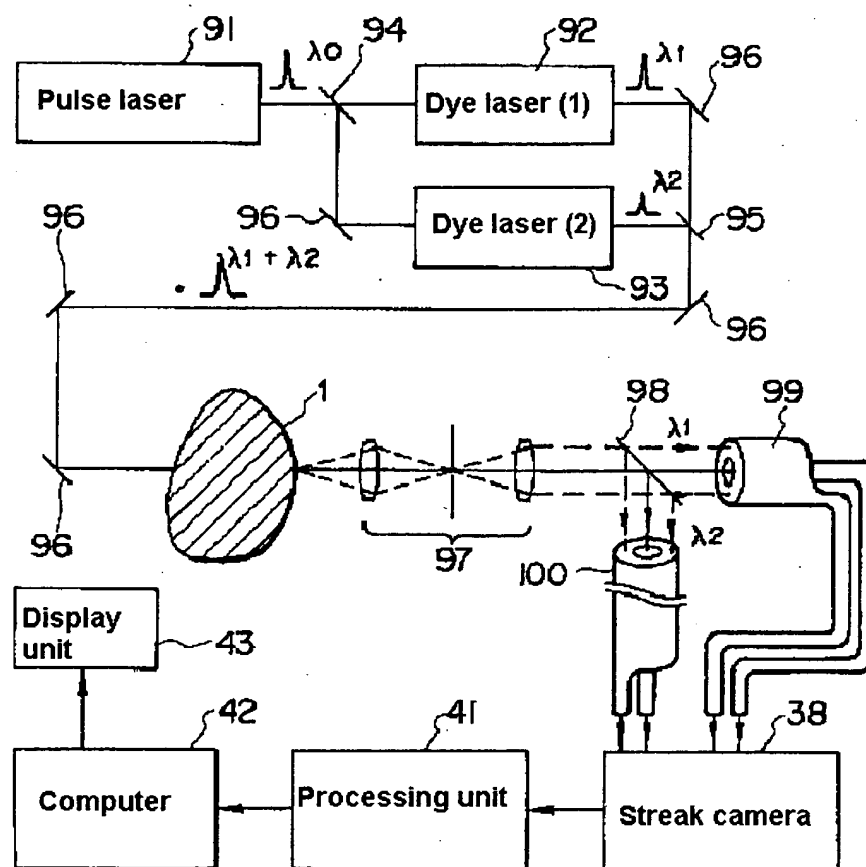 91
94
92
96
λ0
λ1
Pulse laser
Dye laser (1)
96
λ2
Dye laser (2)
95
96
λ1 + λ2
93
96
1
98
99
λ1
96
97
λ2
100
Display
unit
43
42
41
38
Computer
Processing unit
Streak camera